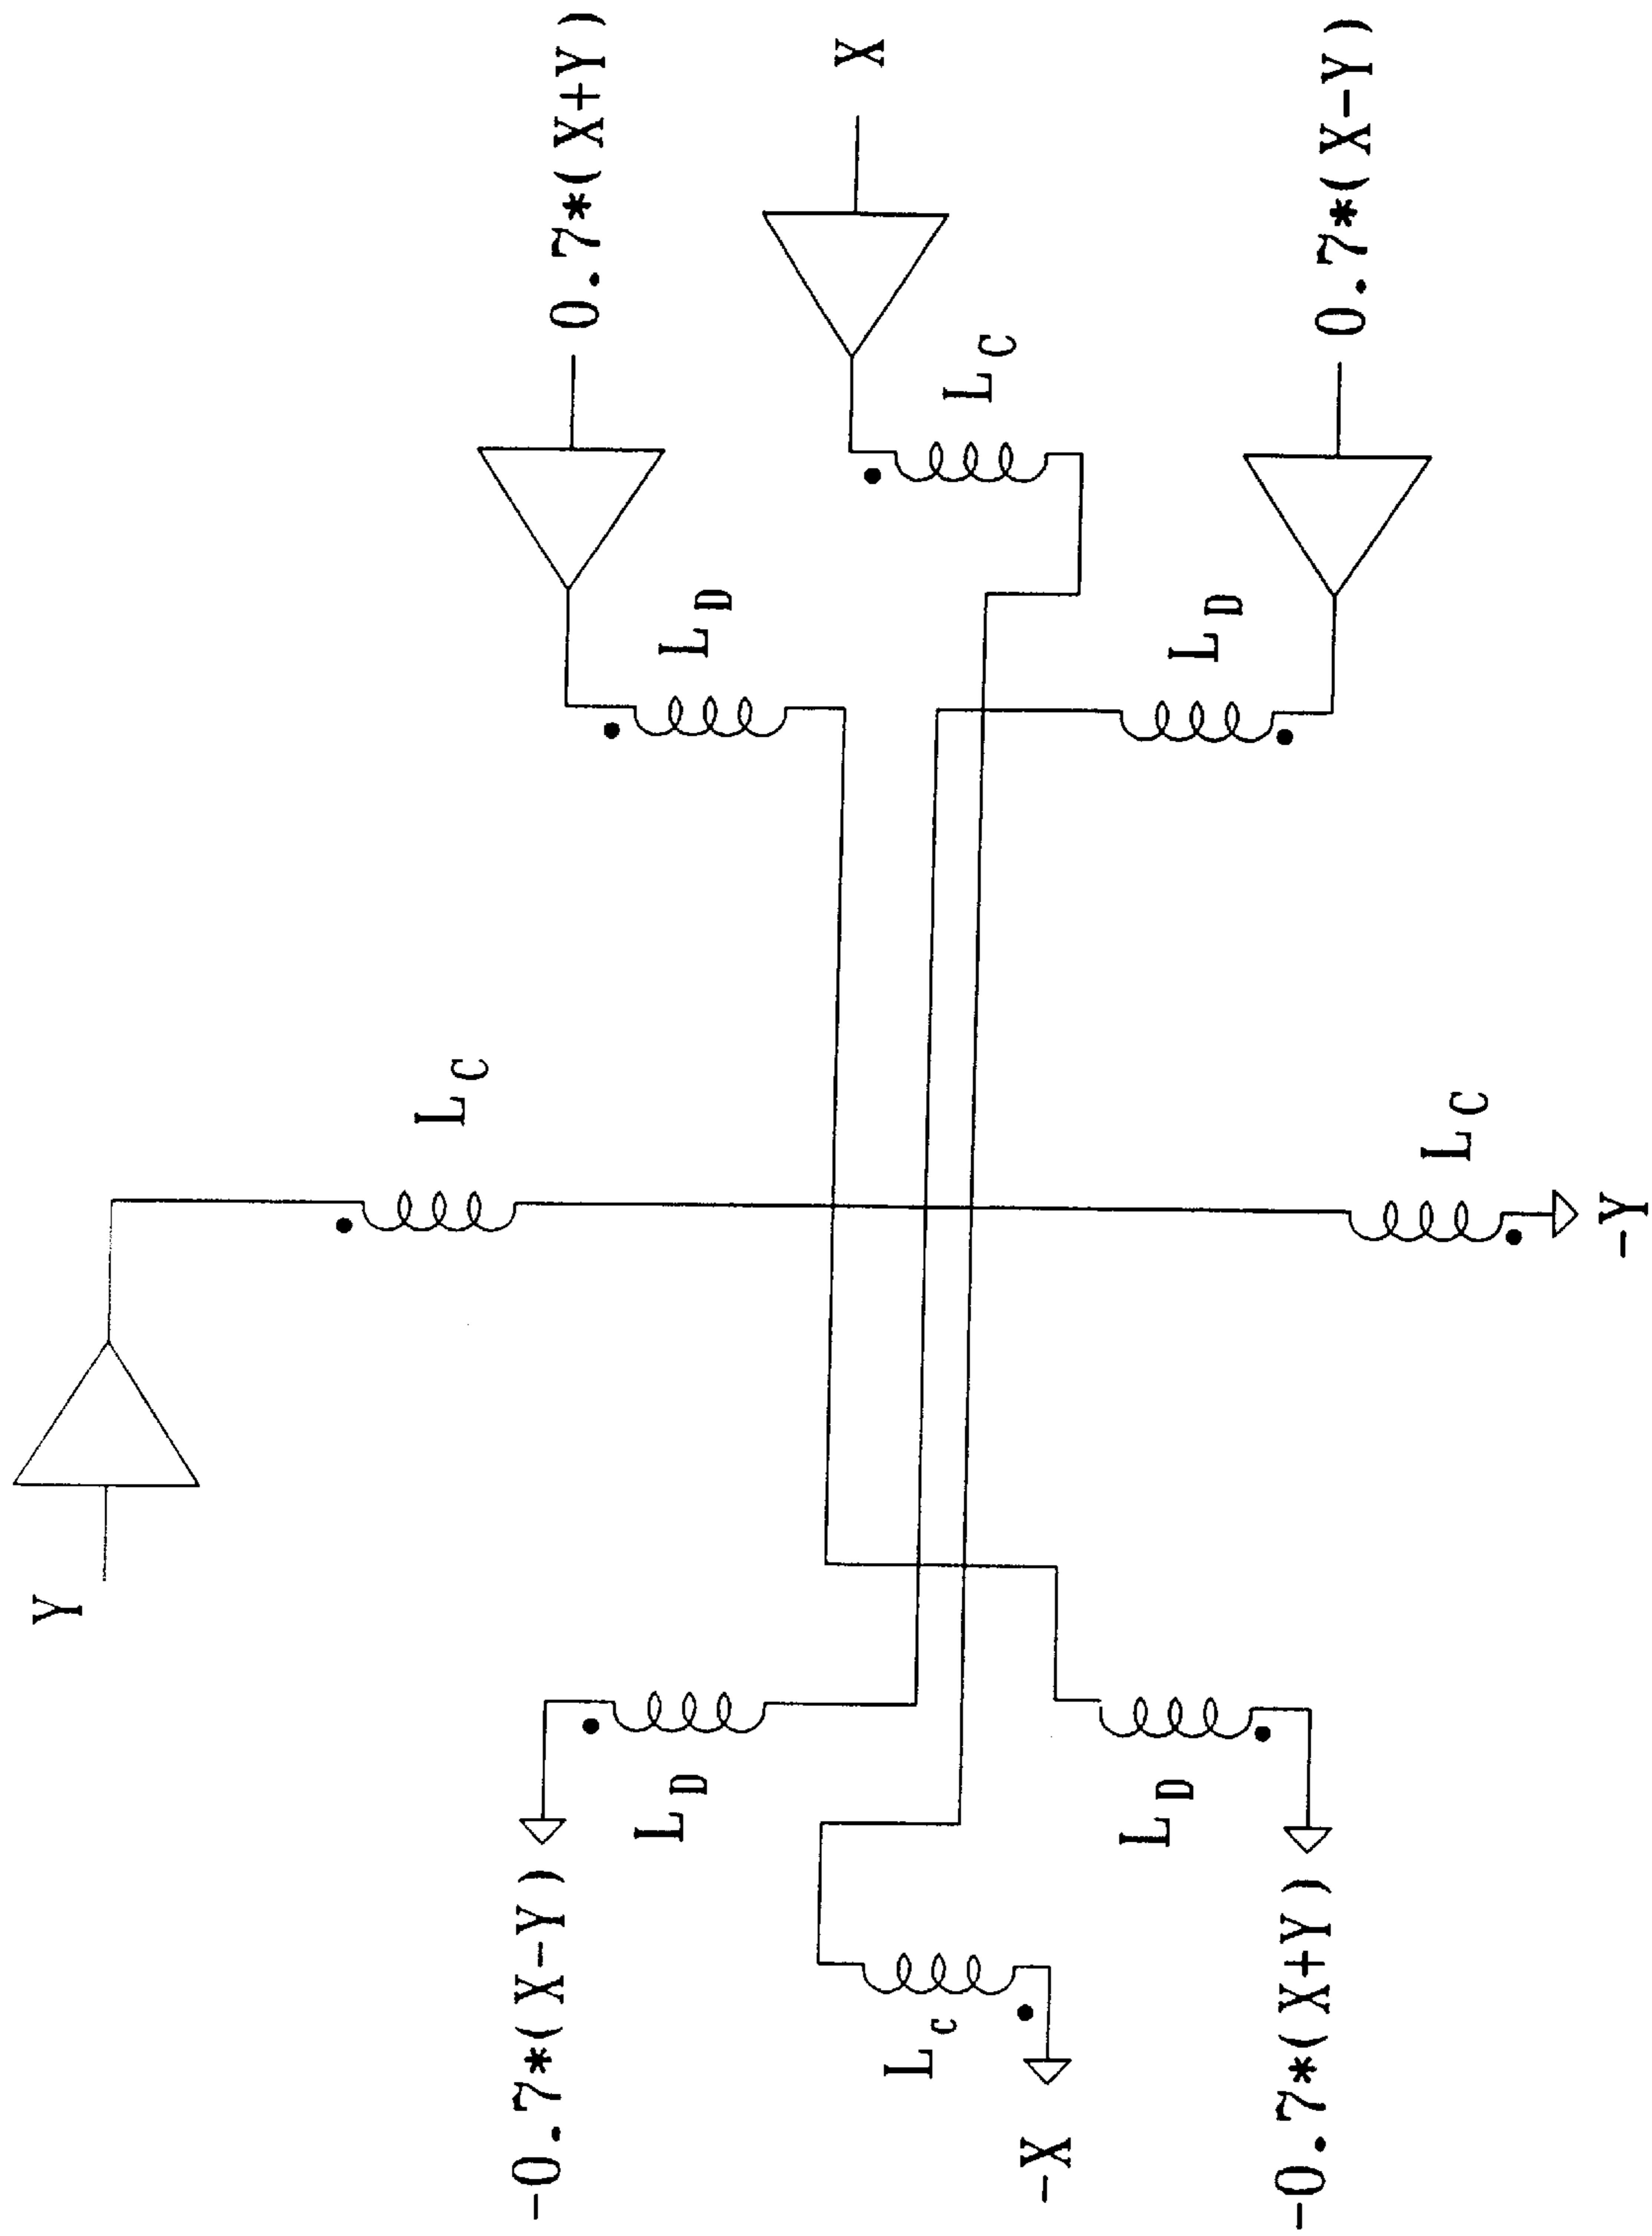 Y
0.7*(X+Y)
X
0.7*(X-Y)
L_C
L_D
L_D
L_C
L_C
-Y
L_D
L_D
L_C
-0.7*(X-Y)
-X
-0.7*(X+Y)